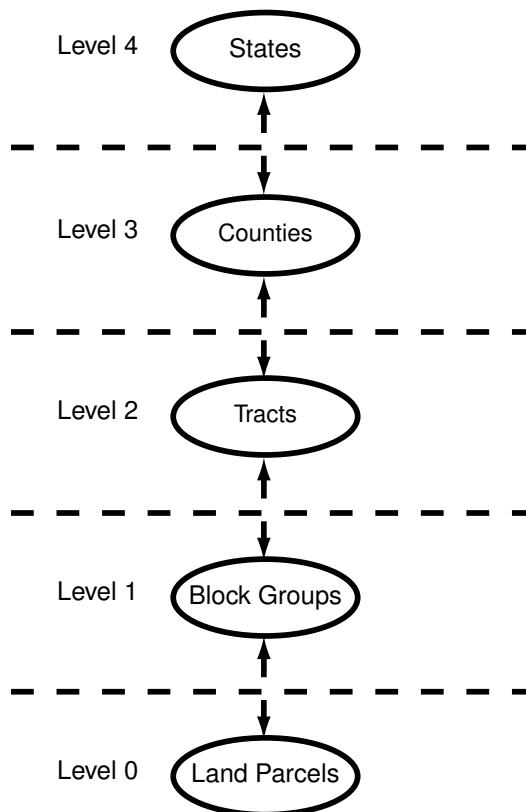 Level 4
States
Level 3
Counties
Level 2
Tracts
Level 1
Block Groups
Level 0
Land Parcels